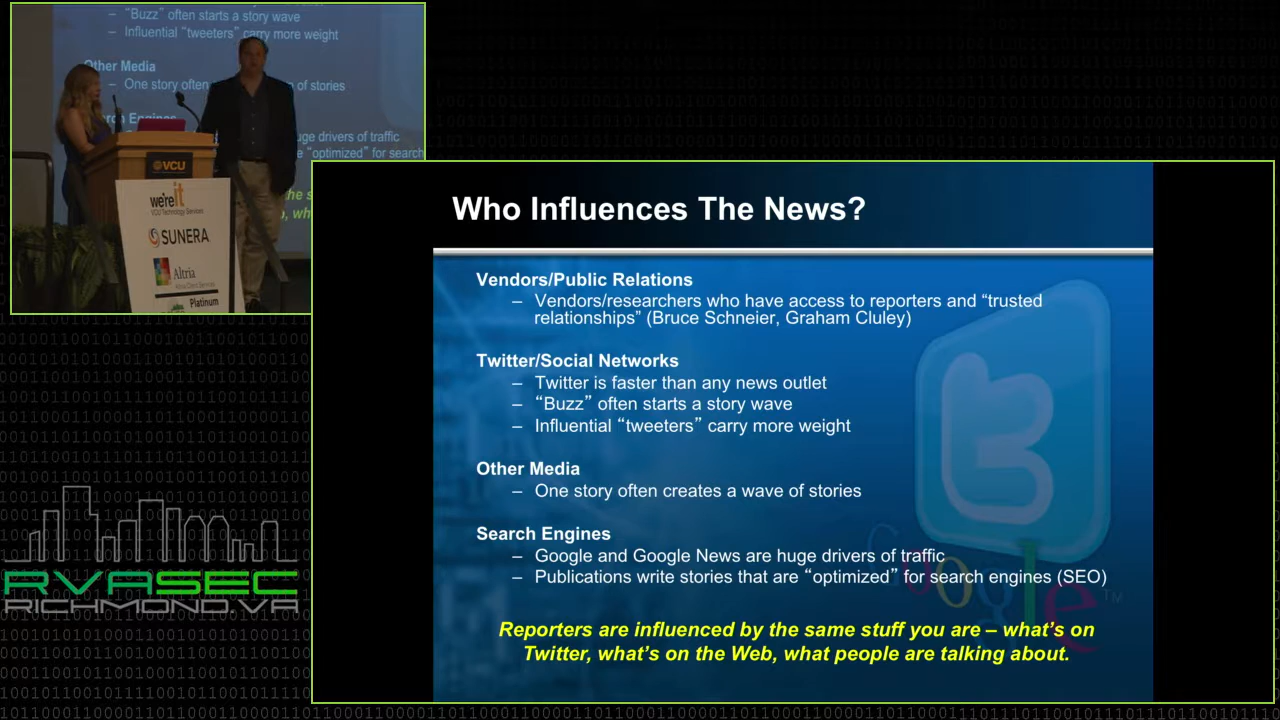 “Buzz” often starts a story wave
– Influential “tweeters” carry more weight
Other Media
– One story often
n of stories
uge drivers of traffic
e “optimized” for search
VCU
we're it
VCU Technology Services
SUNERA
Altria
Platinum
Who Influences The News?
Vendors/Public Relations
– Vendors/researchers who have access to reporters and “trusted
relationships” (Bruce Schneier, Graham Cluley)
Twitter/Social Networks
– Twitter is faster than any news outlet
– “Buzz” often starts a story wave
– Influential “tweeters” carry more weight
Other Media
– One story often creates a wave of stories
Search Engines
– Google and Google News are huge drivers of traffic
– Publications write stories that are “optimized” for search engines (SEO)
Google™
Reporters are influenced by the same stuff you are – what’s on
Twitter, what’s on the Web, what people are talking about.
RVASEC
RICHMOND.VA